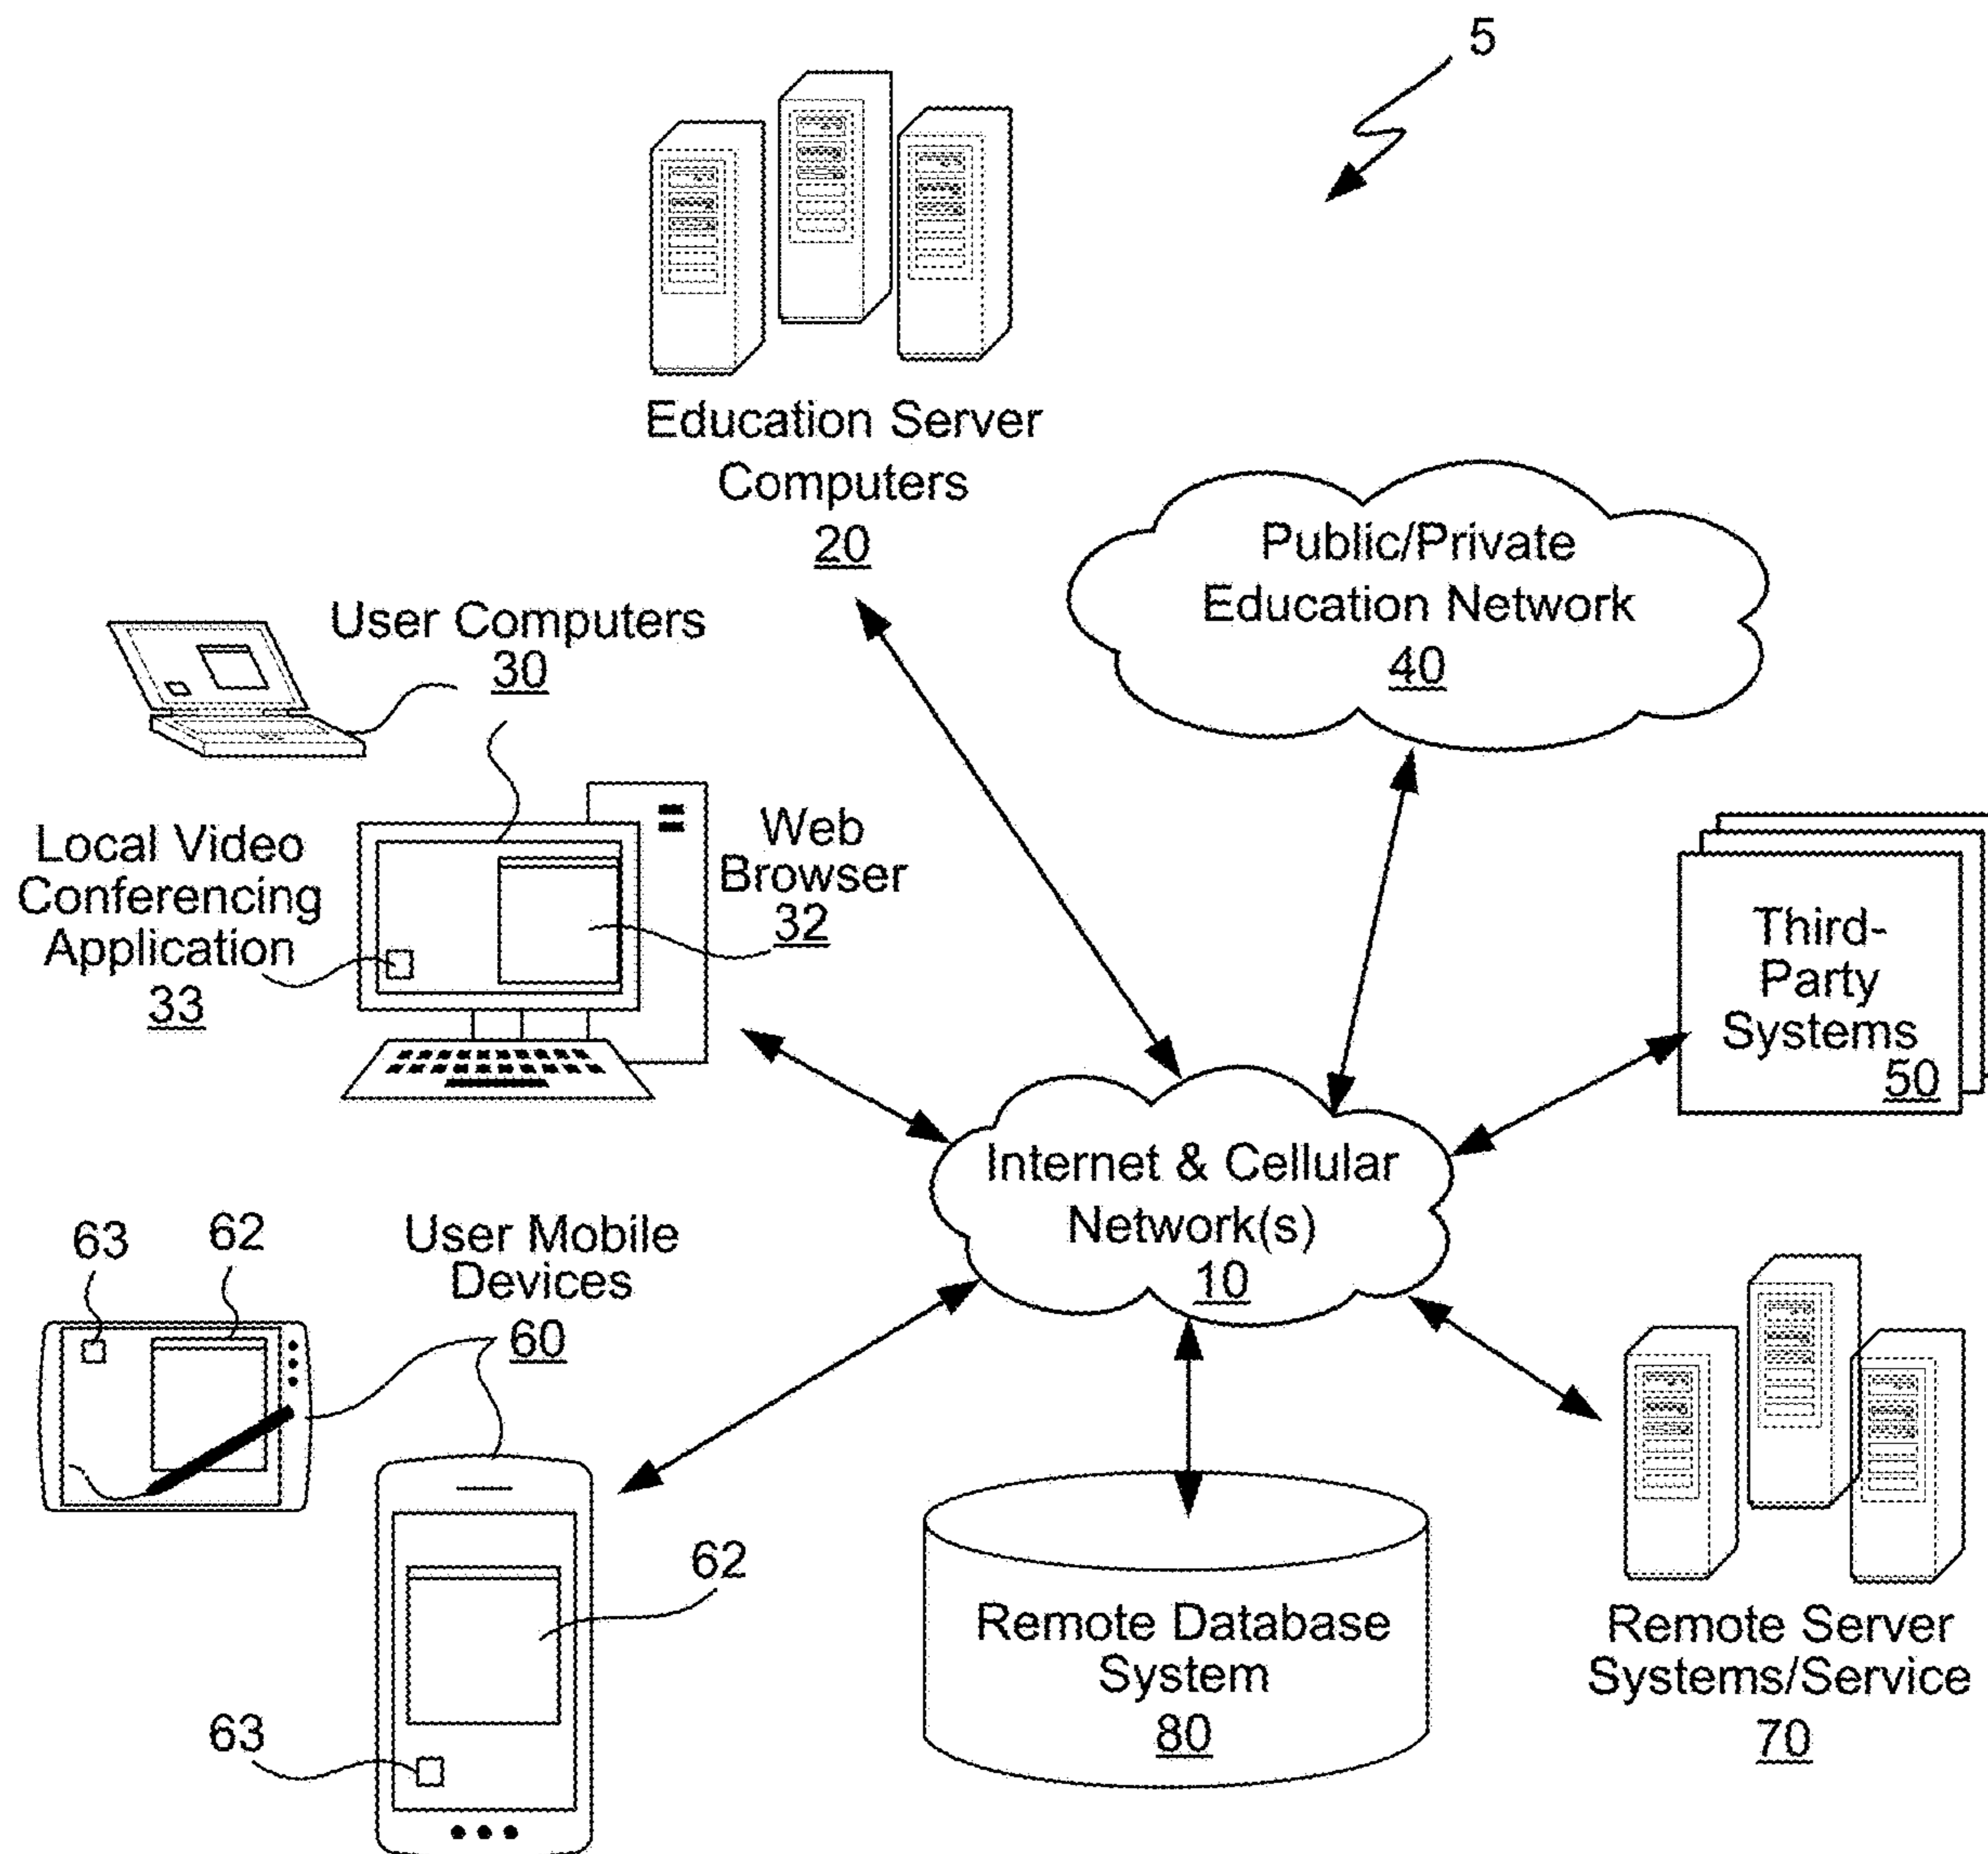 5
Education Server
Computers
20
Public/Private
Education Network
40
User Computers
30
Local Video
Conferencing
Application
33
Web
Browser
32
Third-
Party
Systems
50
Internet & Cellular
Network(s)
10
63
62
User Mobile
Devices
60
62
63
Remote Database
System
80
Remote Server
Systems/Service
70